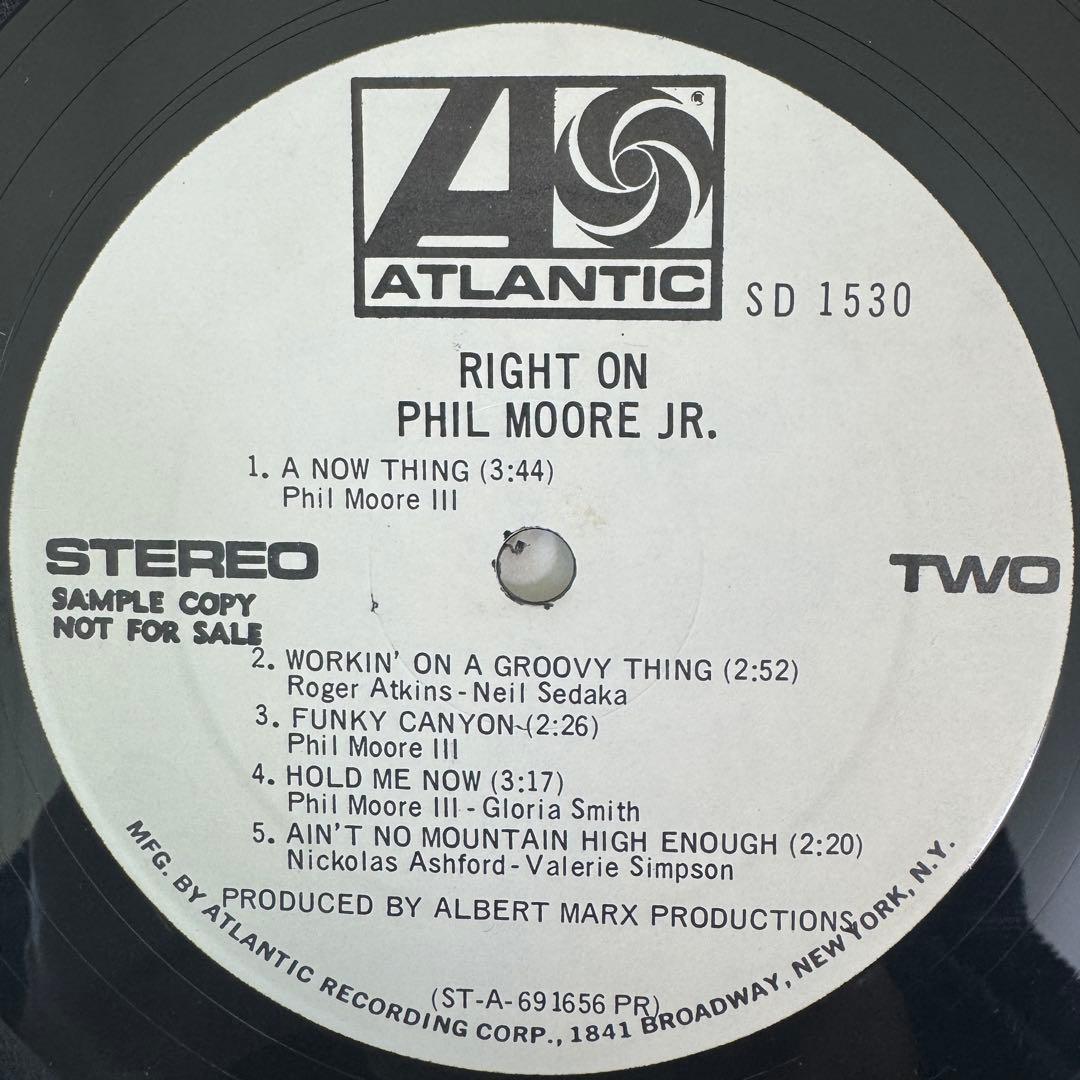 ATLANTIC
SD 1530
RIGHT ON
PHIL MOORE JR.
1. A NOW THING (3:44)
Phil Moore III
STEREO
TWO
SAMPLE COPY
NOT FOR SALE
2. WORKIN' ON A GROOVY THING (2:52)
Roger Atkins-Neil Sedaka
3. FUNKY CANYON (2:26)
Phil Moore III
4. HOLD ME NOW (3:17)
Phil Moore III - Gloria Smith
5. AIN'T NO MOUNTAIN HIGH ENOUGH (2:20)
Nickolas Ashford-Valerie Simpson
PRODUCED BY ALBERT MARX PRODUCTIONS
(ST-A-691656 PR)
MFG. BY ATLANTIC RECORDING CORP., 1841 BROADWAY, NEW YORK, N.Y.